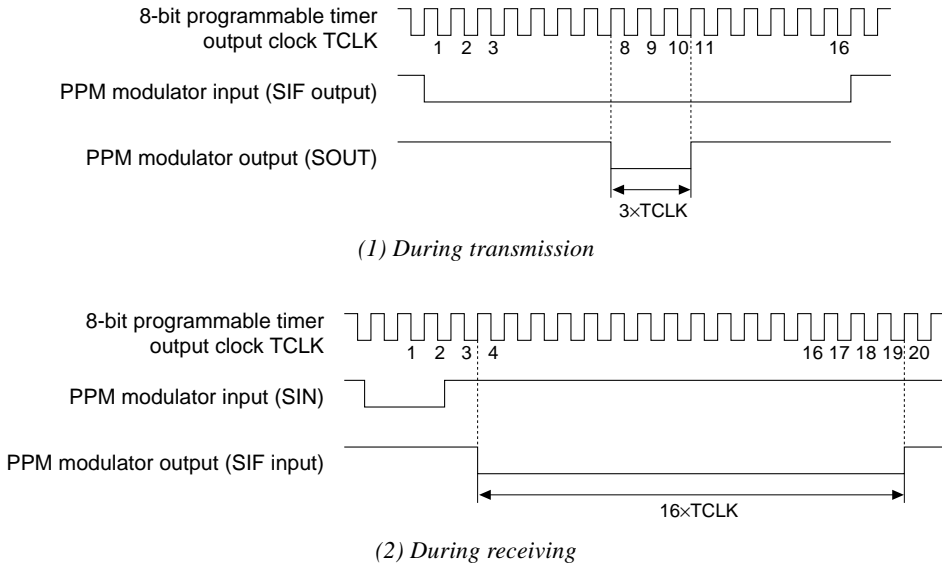 8-bit programmable timer
output clock TCLK
1 2 3 8 9 10 11 16
PPM modulator input (SIF output)
PPM modulator output (SOUT)
3×TCLK
(1) During transmission
8-bit programmable timer
output clock TCLK
1 2 3 4 16 17 18 19 20
PPM modulator input (SIN)
PPM modulator output (SIF input)
16×TCLK
(2) During receiving